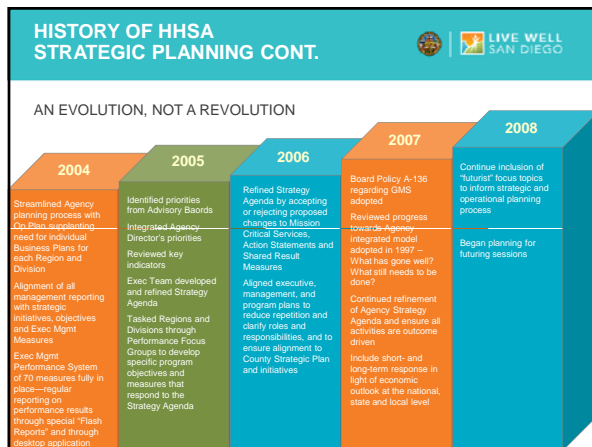 HISTORY OF HHSA
STRATEGIC PLANNING CONT.
LIVE WELL
SAN DIEGO
AN EVOLUTION, NOT A REVOLUTION
2004
Streamlined Agency
planning process with
Op Plan supplanting
need for individual
Business Plans for
each Region and
Division
Alignment of all
management reporting
with strategic
initiatives, objectives
and Exec Mgmt
Measures
Exec Mgmt
Performance System
of 70 measures fully in
place—regular
reporting on
performance results
through special "Flash
Reports" and through
desktop application
2005
Identified priorities
from Advisory Baords
Integrated Agency
Director's priorities
Reviewed key
indicators
Exec Team developed
and refined Strategy
Agenda
Tasked Regions and
Divisions through
Performance Focus
Groups to develop
specific program
objectives and
measures that
respond to the
Strategy Agenda
2006
Refined Strategy
Agenda by accepting
or rejecting proposed
changes to Mission
Critical Services,
Action Statements and
Shared Result
Measures
Aligned executive,
management, and
program plans to
reduce repetition and
clarify roles and
responsibilities, and to
ensure alignment to
County Strategic Plan
and initiatives
2007
Board Policy A-136
regarding GMS
adopted
Reviewed progress
towards Agency
integrated model
adopted in 1997 –
What has gone well?
What still needs to be
done?
Continued refinement
of Agency Strategy
Agenda and ensure all
activities are outcome
driven
Include short- and
long-term response in
light of economic
outlook at the national,
state and local level
2008
Continue inclusion of
"futurist" focus topics
to inform strategic and
operational planning
process
Began planning for
futuring sessions